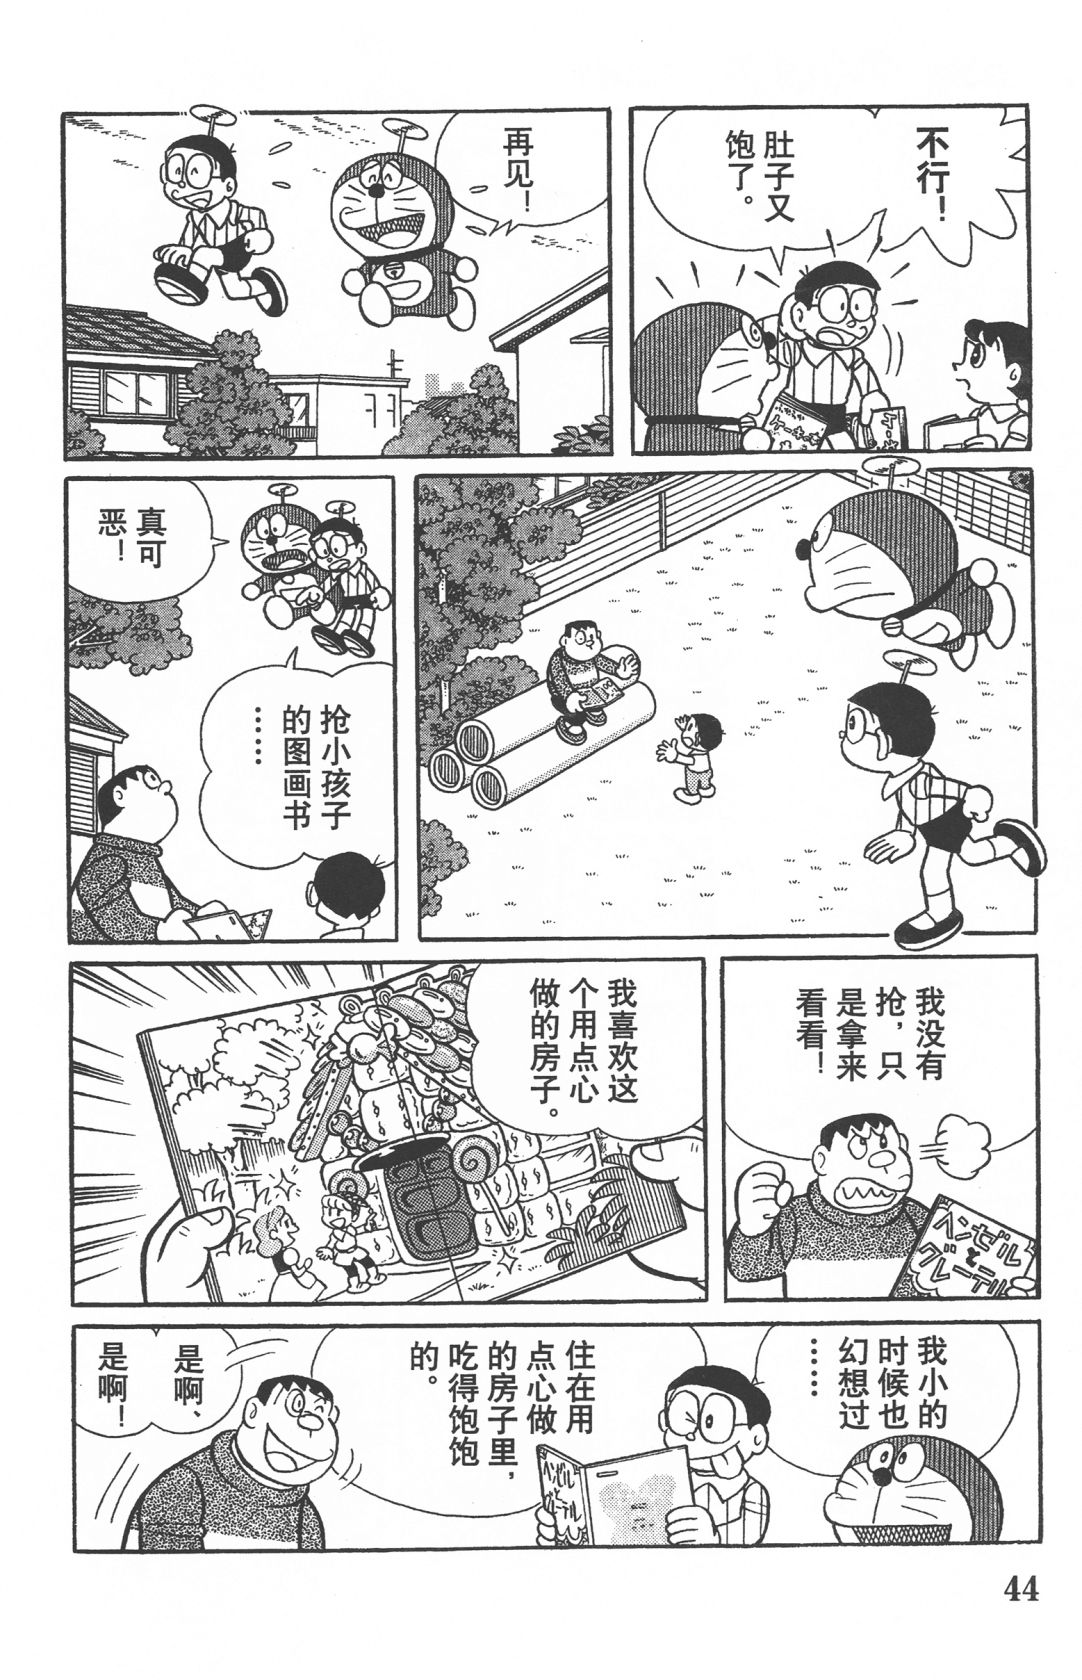 不行！
肚子又
饱了。
ケーキ
再见！
真可
恶！
抢小孩子
的图画书
……
我没有
抢，只
是拿来
看看！
ヘンゼル
と
グレーテル
我喜欢这
个用点心
做的房子。
我小的
时候也
幻想过
……
住在用
点心做
的房子里，
吃得饱饱
的。
ヘンゼル
と
グレーテル
是啊、
是啊！
44